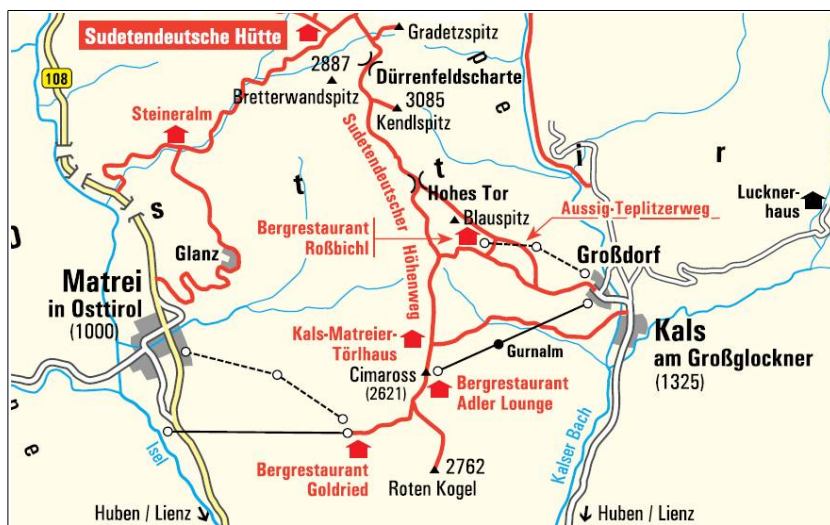 Sudetendeutsche Hütte
Gradetzspitz
2887
Bretterwandspitz
Dürrenfeldscharte
108
3085
Kendlspitz
Steineralm
Sudetendeutscher
Höhenweg
p
e
s
t
t
i
r
O
Hohes Tor
Blauspitz
Aussig-Teplitzerweg
Luckner-
haus
Bergrestaurant
Roßbichl
Glanz
Großdorf
Matrei
in Osttirol
(1000)
Kals-Matreier-
Törlhaus
Gurnalm
Kals
am Großglockner
(1325)
Cimaross
(2621)
Bergrestaurant
Adler Lounge
n
e
Isel
Bergrestaurant
Goldried
2762
Roten Kogel
Kalser Bach
Huben / Lienz
Huben / Lienz